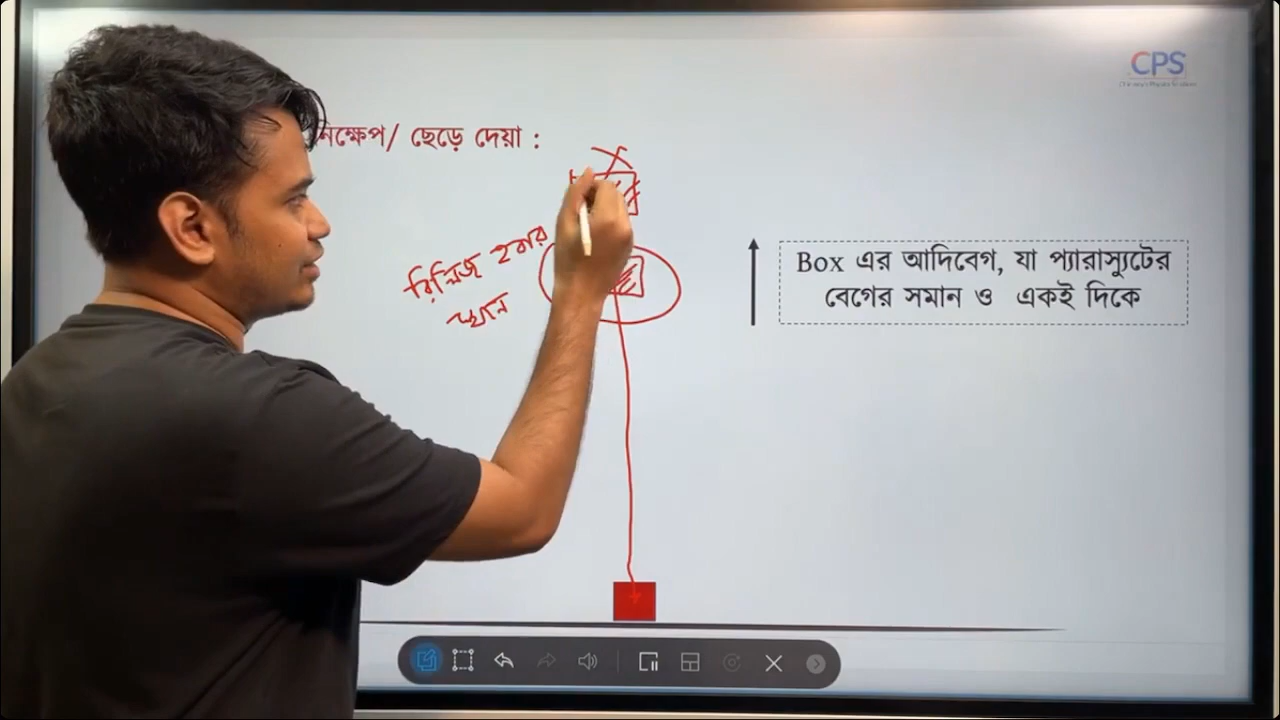 CPS
নিক্ষেপ/ ছেড়ে দেয়া :
রিলিজ হবার
স্থান
Box এর আদিবেগ, যা প্যারাস্যুটের
বেগের সমান ও একই দিকে